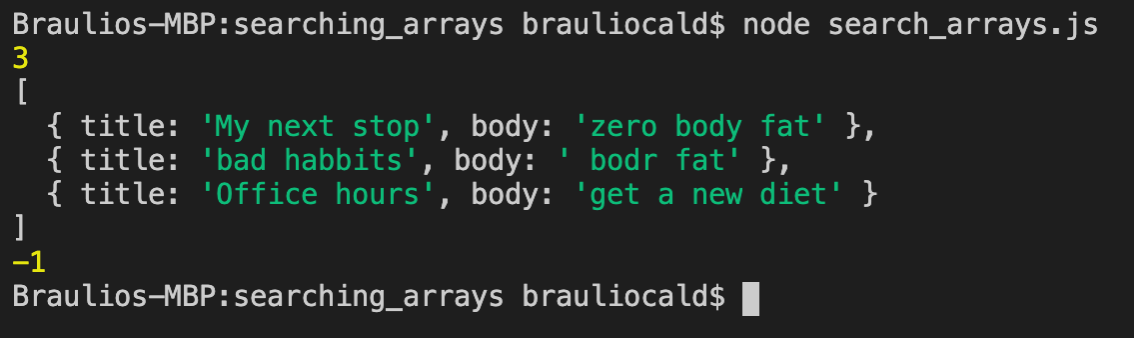 Braulios-MBP:searching_arrays brauliocald$ node search_arrays.js
3
[
  { title: 'My next stop', body: 'zero body fat' },
  { title: 'bad habbits', body: ' bodr fat' },
  { title: 'Office hours', body: 'get a new diet' }
]
-1
Braulios-MBP:searching_arrays brauliocald$